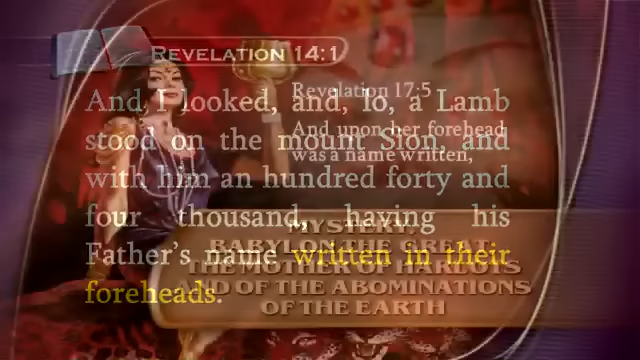 REVELATION 14:1
And I looked, and, lo, a Lamb
stood on the mount Sion, and
with him an hundred forty and
four thousand, having his
Father's name written in their
foreheads.
Revelation 17:5
And upon her forehead
was a name written,
MYSTERY,
BABYLON THE GREAT,
THE MOTHER OF HARLOTS
AND OF THE ABOMINATIONS
OF THE EARTH